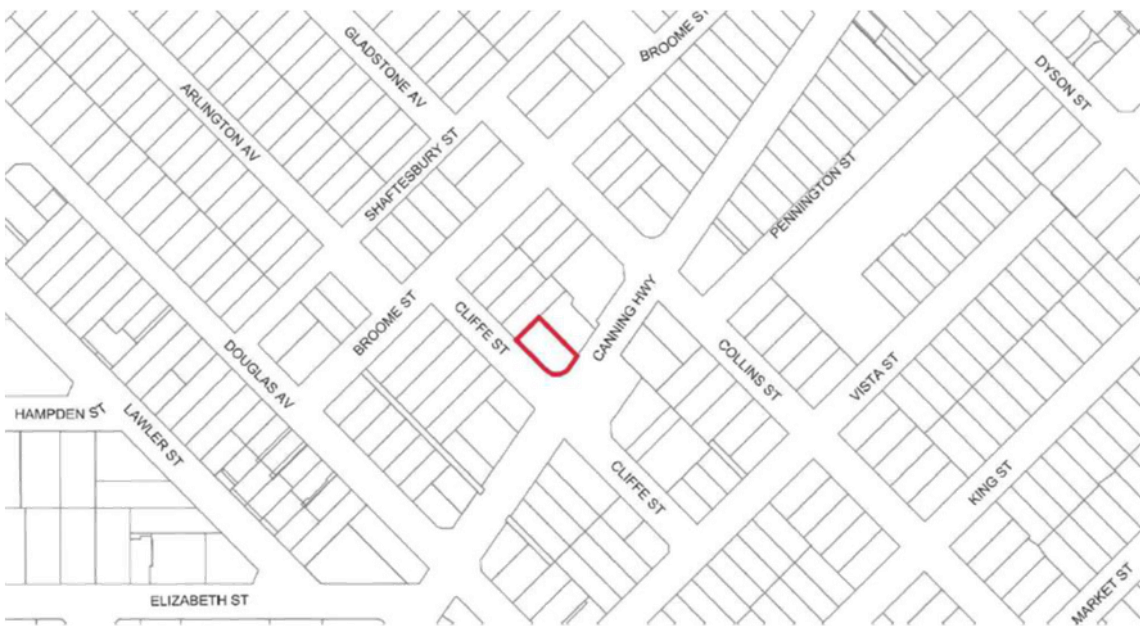 BROOME ST
GLADSTONE AV
DYSON ST
ARLINGTON AV
SHAFTESBURY ST
PENNINGTON ST
CANNING HWY
CLIFFE ST
BROOME ST
COLLINS ST
VISTA ST
DOUGLAS AV
HAMPDEN ST
LAWLER ST
CLIFFE ST
KING ST
MARKET ST
ELIZABETH ST